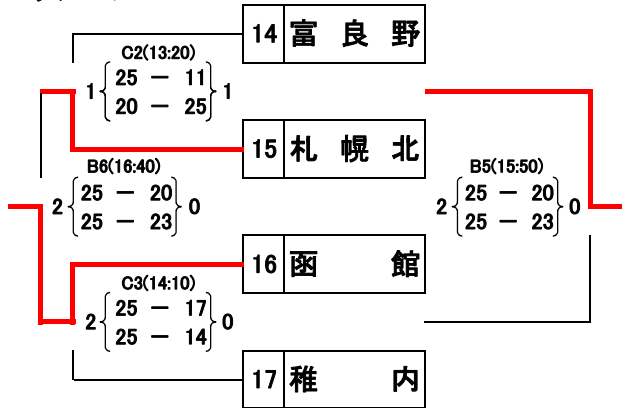 14 富良野
C2(13:20)
1 25 － 11 1
20 － 25
15 札幌北
B6(16:40)
2 25 － 20 0
25 － 23
B5(15:50)
2 25 － 20 0
25 － 23
16 函館
C3(14:10)
2 25 － 17 0
25 － 14
17 稚内